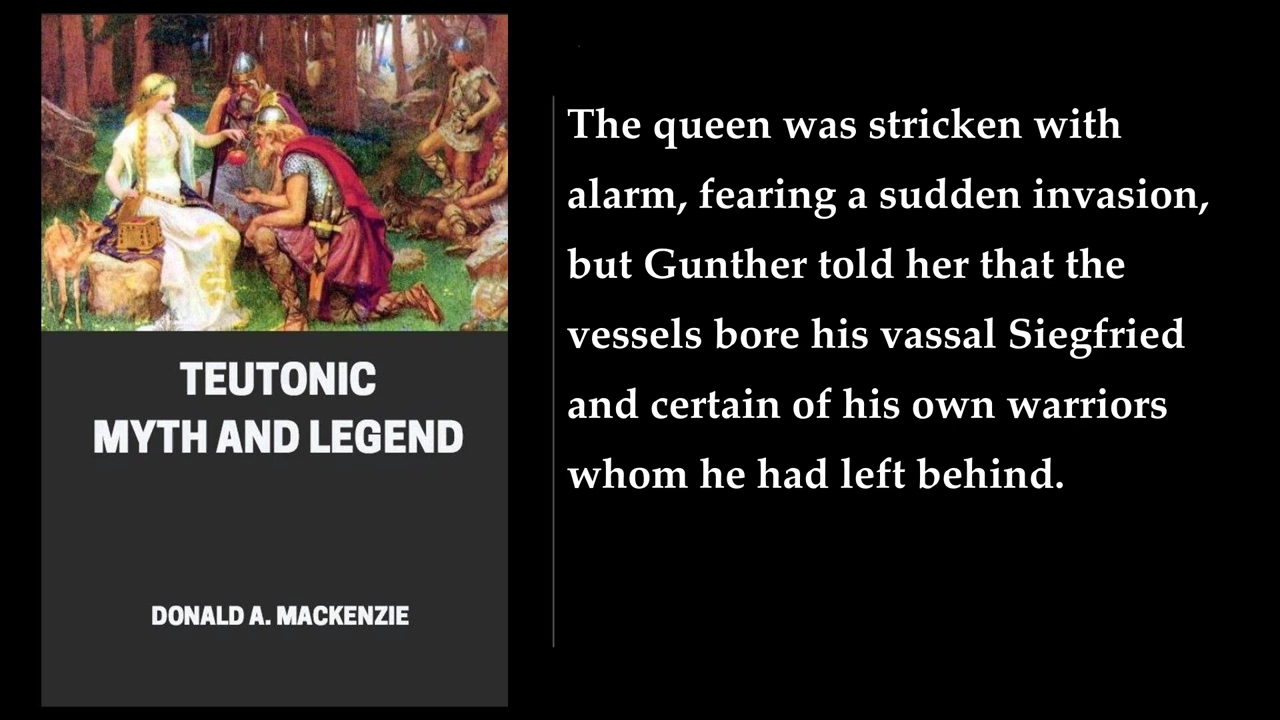 TEUTONIC
MYTH AND LEGEND
DONALD A. MACKENZIE
The queen was stricken with
alarm, fearing a sudden invasion,
but Gunther told her that the
vessels bore his vassal Siegfried
and certain of his own warriors
whom he had left behind.